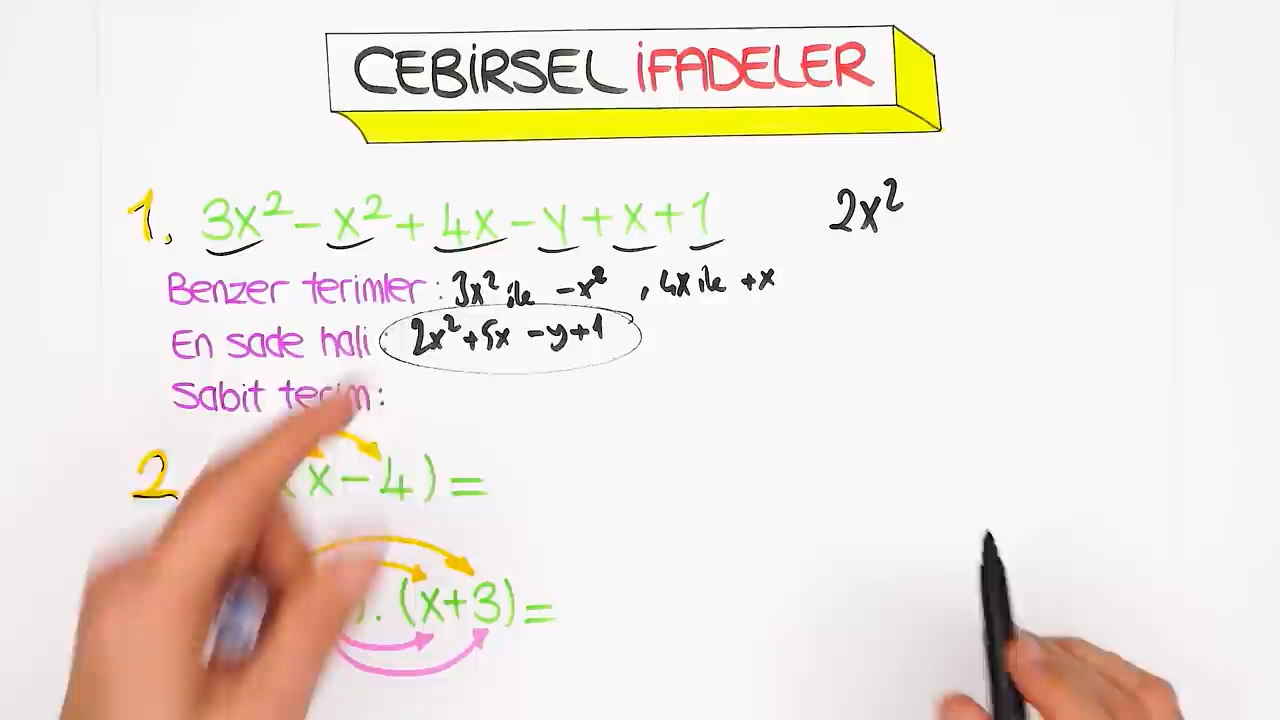 CEBİRSEL İFADELER
1. 3x² - x² + 4x - y + x + 1
2x²
Benzer terimler: 3x² ile -x², 4x ile +x
En sade hali: 2x² + 5x - y + 1
Sabit terim:
2 (x - 4) =
. (x + 3) =